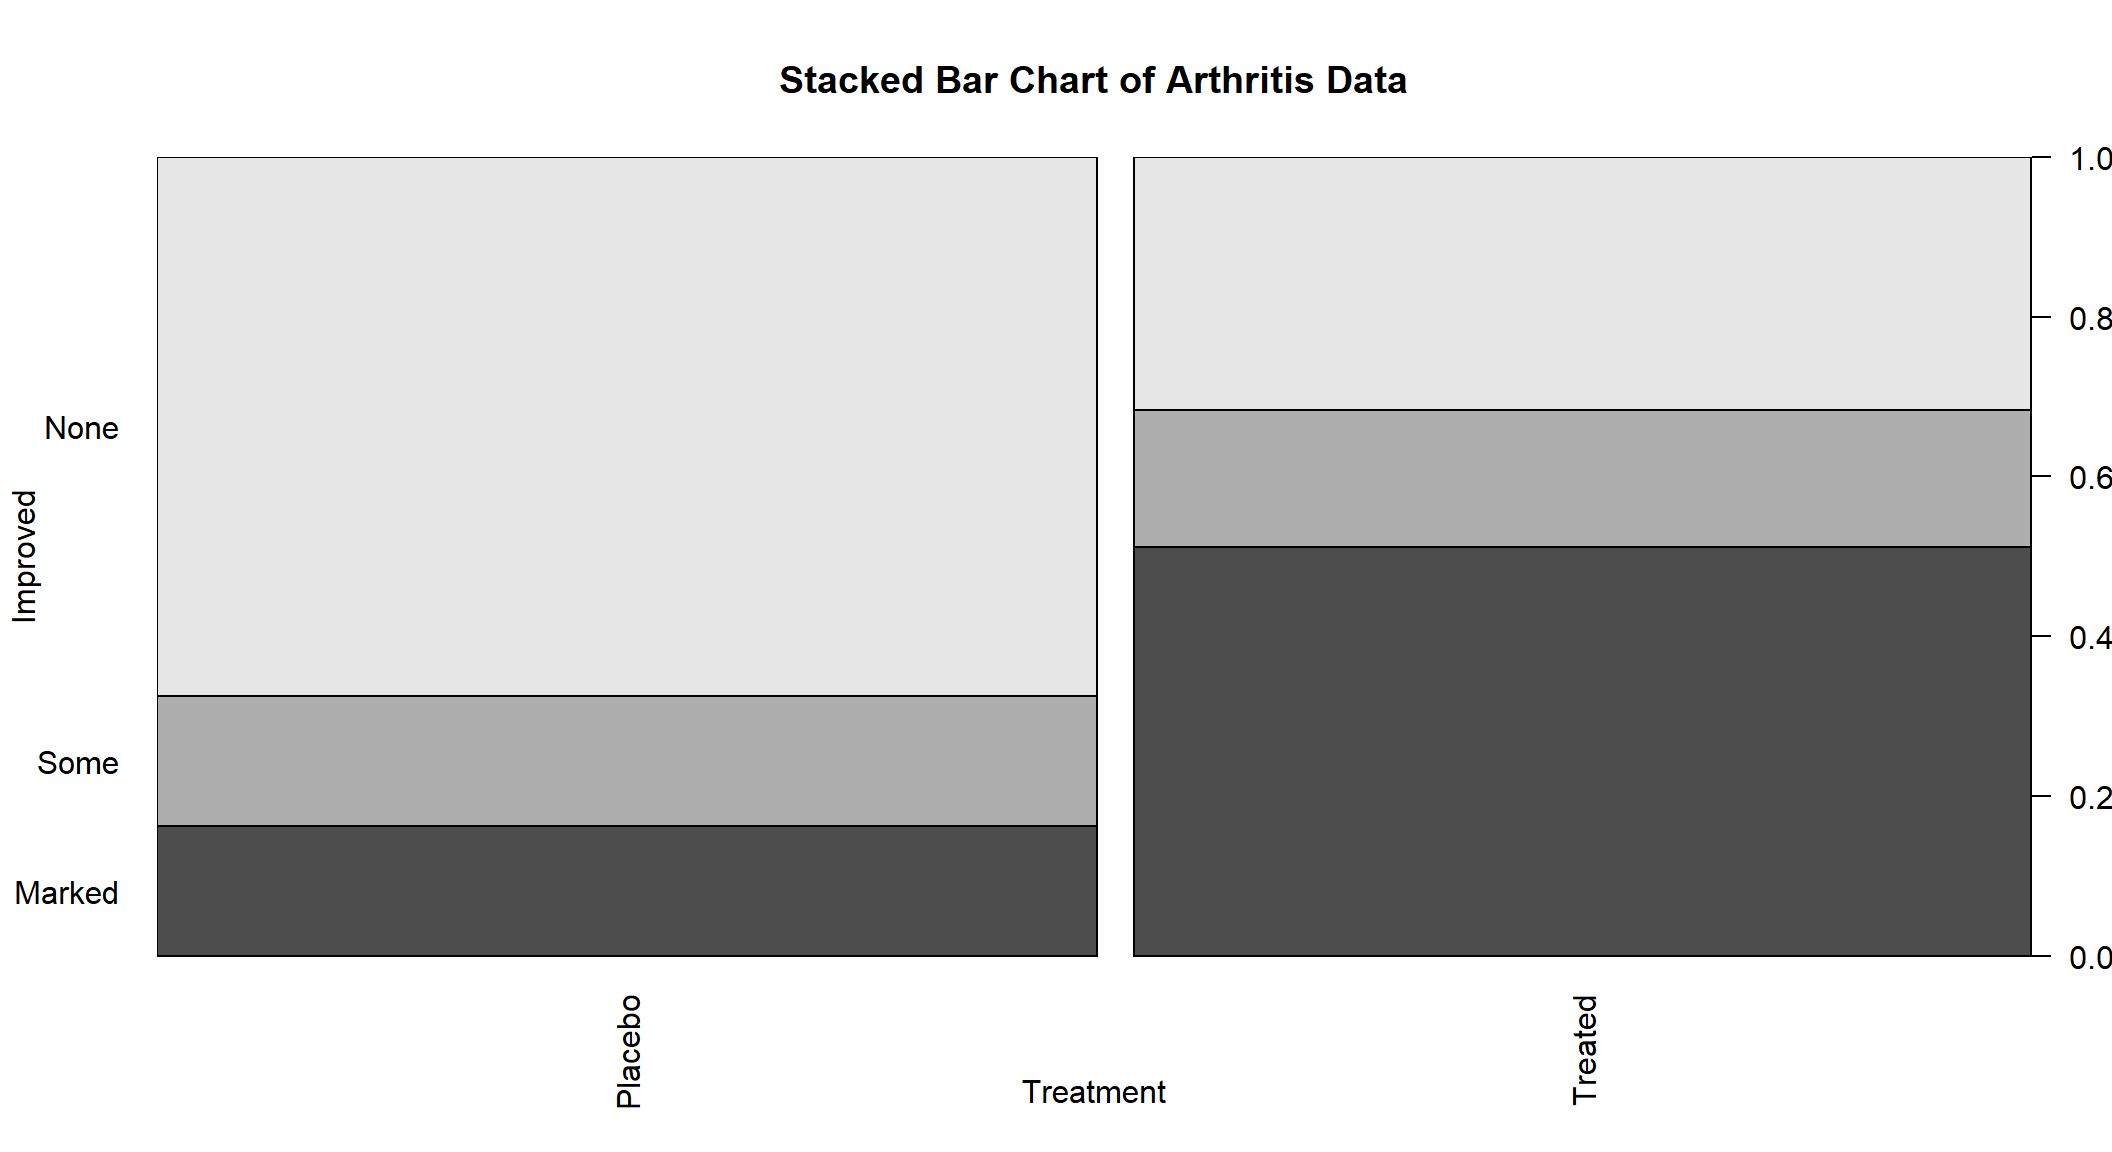 Stacked Bar Chart of Arthritis Data
None
Some
Marked
Improved
1.0
0.8
0.6
0.4
0.2
0.0
Placebo
Treated
Treatment